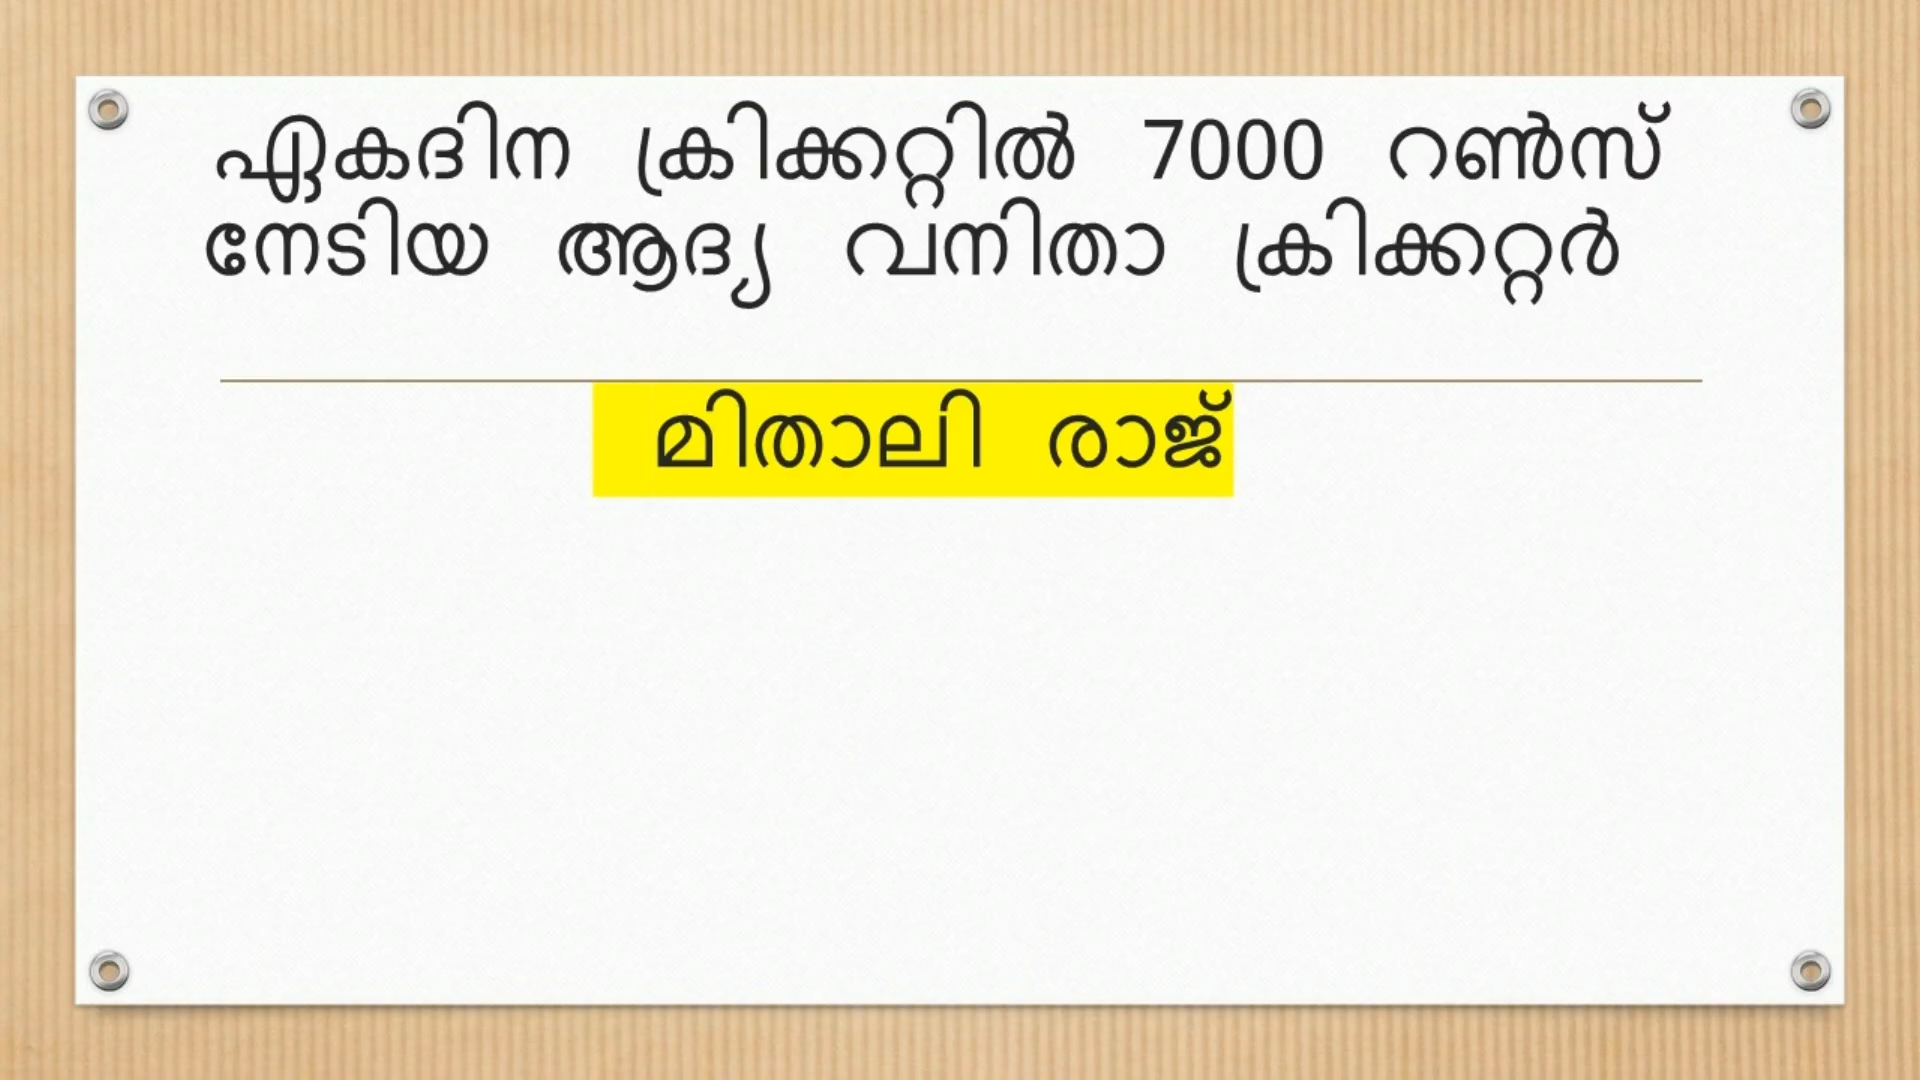 ഏകദിന ക്രിക്കറ്റിൽ 7000 റൺസ്
നേടിയ ആദ്യ വനിതാ ക്രിക്കറ്റർ
മിതാലി രാജ്